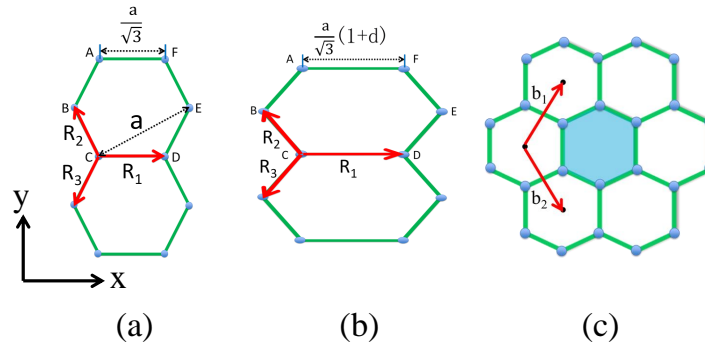 a/√3
A F
B E
a
R₂
C D
R₁
R₃
y
x
(a)
a/√3(1+d)
A F
B E
R₂
C D
R₃ R₁
(b)
b₁
b₂
(c)